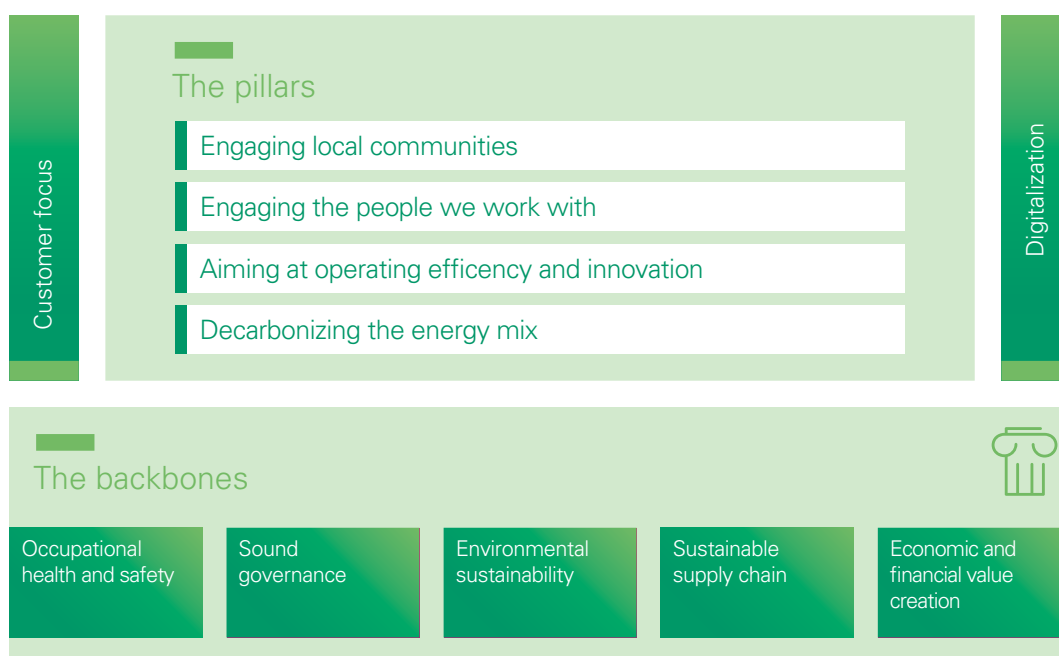 Customer focus
The pillars
Engaging local communities
Engaging the people we work with
Aiming at operating efficency and innovation
Decarbonizing the energy mix
Digitalization
The backbones
Occupational
health and safety
Sound
governance
Environmental
sustainability
Sustainable
supply chain
Economic and
financial value
creation